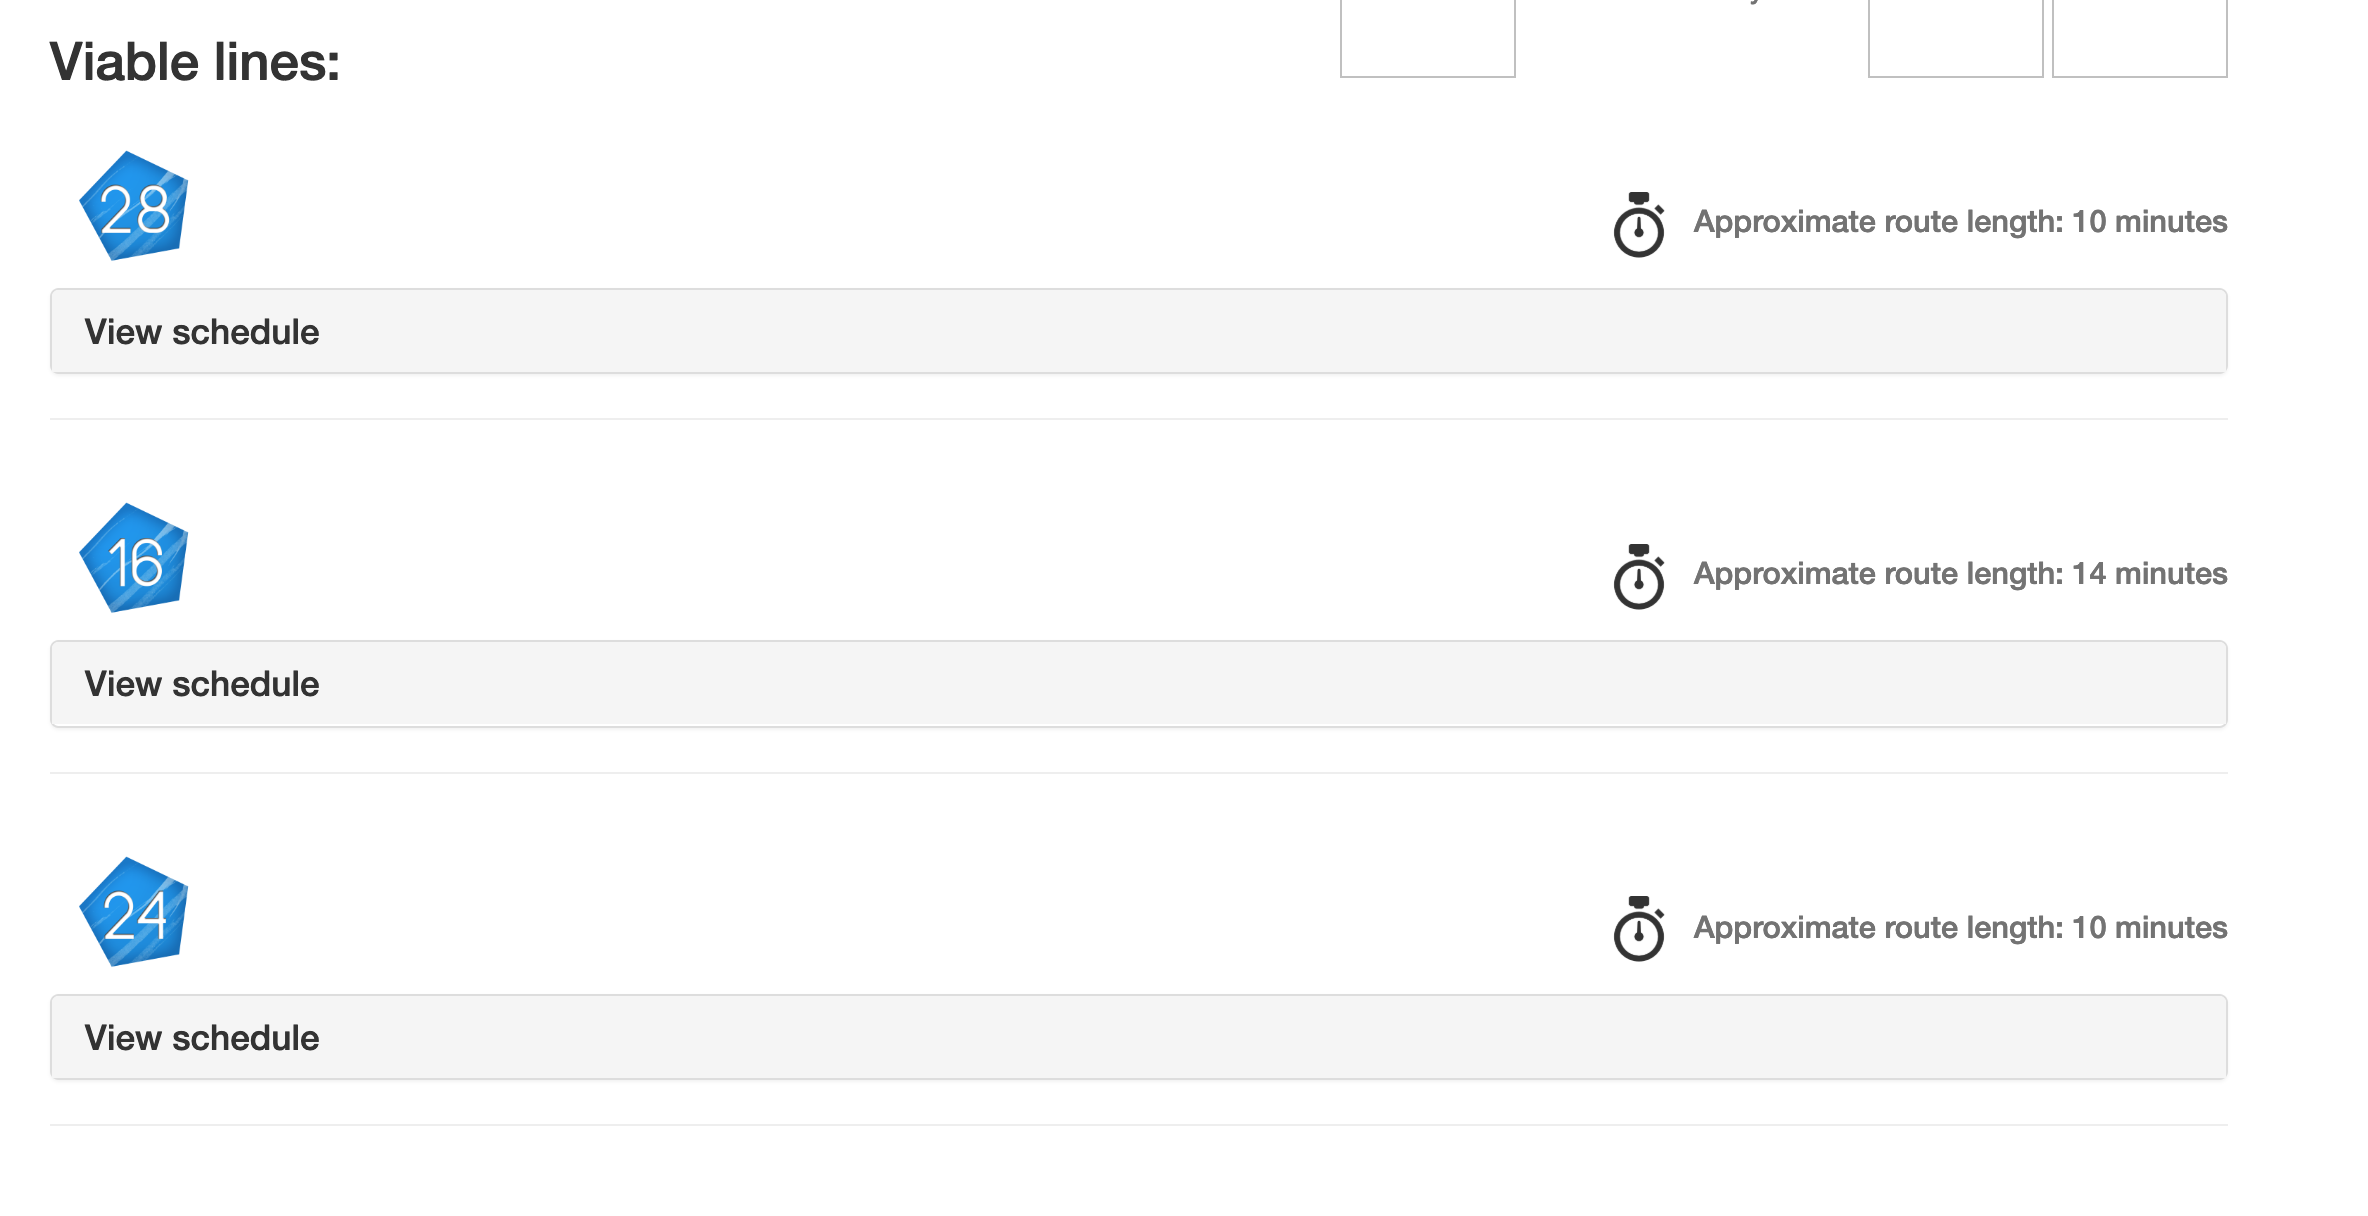 Viable lines:
28
Approximate route length: 10 minutes
View schedule
16
Approximate route length: 14 minutes
View schedule
24
Approximate route length: 10 minutes
View schedule